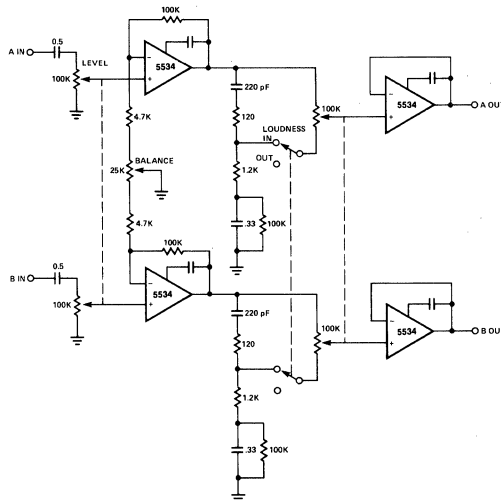 100K
A IN
0.5
LEVEL
100K
−
+
5534
220 pF
100K
−
+
5534
A OUT
4.7K
120
LOUDNESS
IN
OUT
BALANCE
25K
1.2K
4.7K
.33
100K
100K
B IN
0.5
100K
−
+
5534
220 pF
100K
−
+
5534
B OUT
120
1.2K
.33
100K